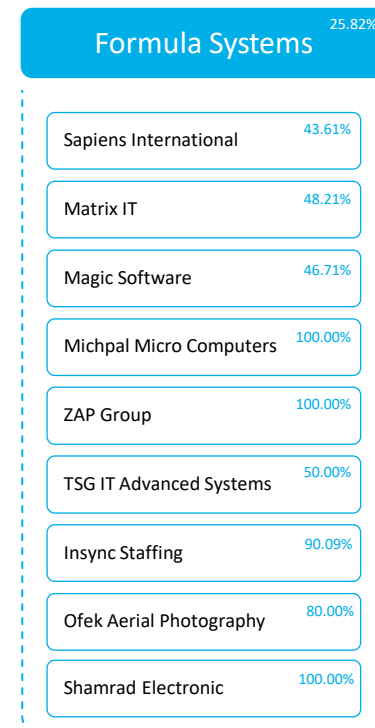 25.82%
Formula Systems
Sapiens International 43.61%
Matrix IT 48.21%
Magic Software 46.71%
Michpal Micro Computers 100.00%
ZAP Group 100.00%
TSG IT Advanced Systems 50.00%
Insync Staffing 90.09%
Ofek Aerial Photography 80.00%
Shamrad Electronic 100.00%